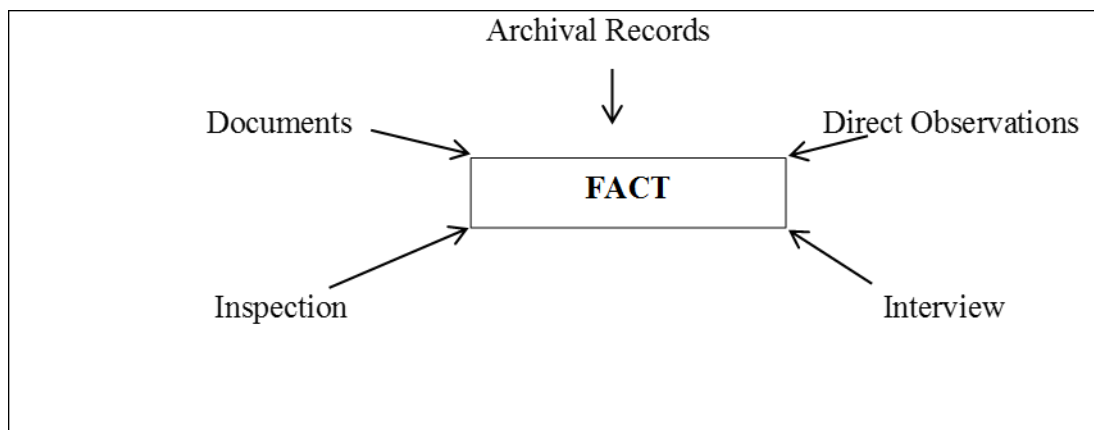 Archival Records
Documents
Direct Observations
FACT
Inspection
Interview